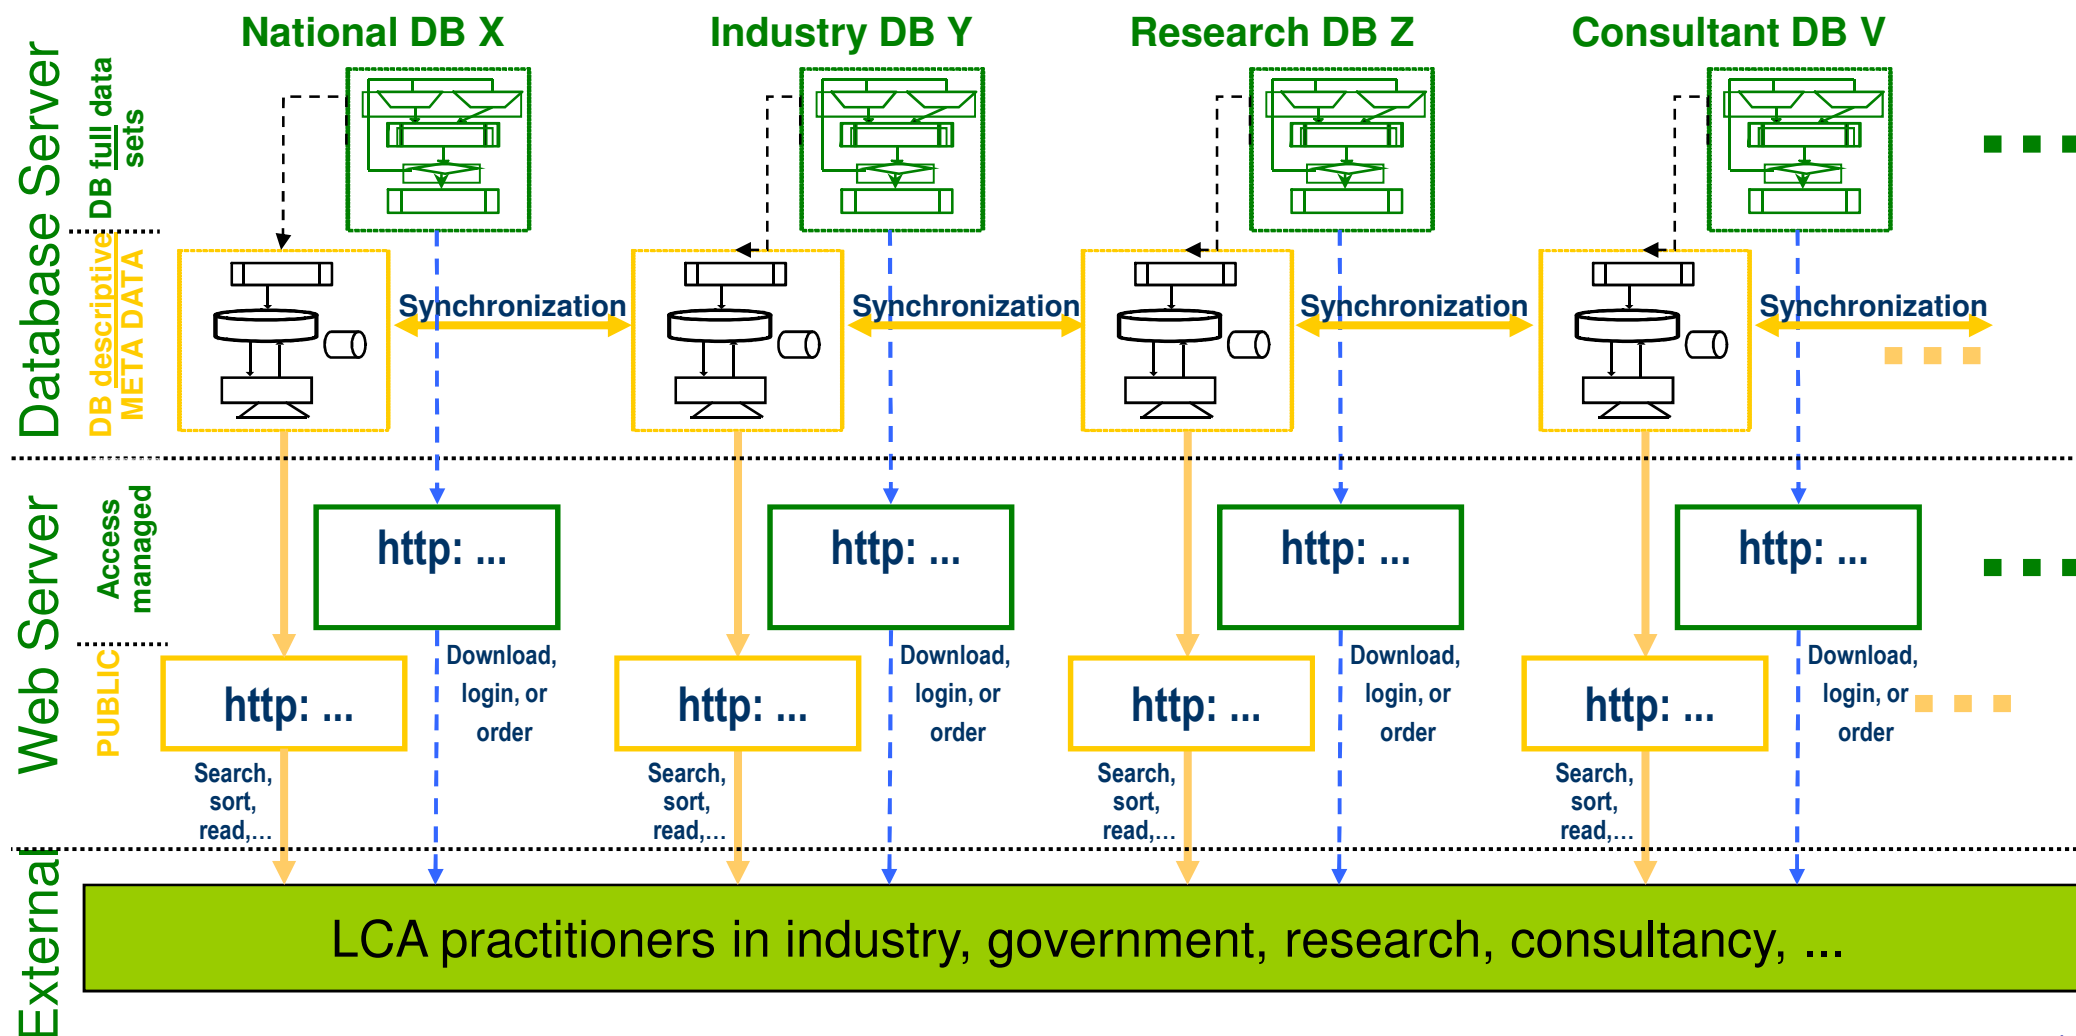 National DB X
Industry DB Y
Research DB Z
Consultant DB V
Database Server
DB full data
sets
DB descriptive
META DATA
Synchronization
Synchronization
Synchronization
Synchronization
Web Server
Access
managed
http: ...
http: ...
http: ...
http: ...
PUBLIC
http: ...
http: ...
http: ...
http: ...
Download,
login, or
order
Download,
login, or
order
Download,
login, or
order
Download,
login, or
order
Search,
sort,
read,...
Search,
sort,
read,...
Search,
sort,
read,...
Search,
sort,
read,...
External
LCA practitioners in industry, government, research, consultancy, ...